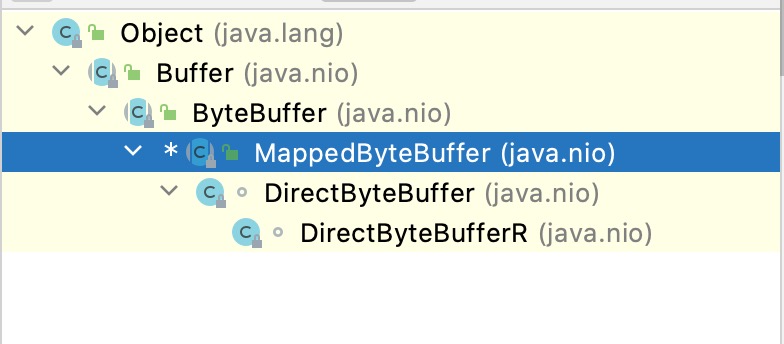 Object (java.lang)
Buffer (java.nio)
ByteBuffer (java.nio)
* MappedByteBuffer (java.nio)
DirectByteBuffer (java.nio)
DirectByteBufferR (java.nio)